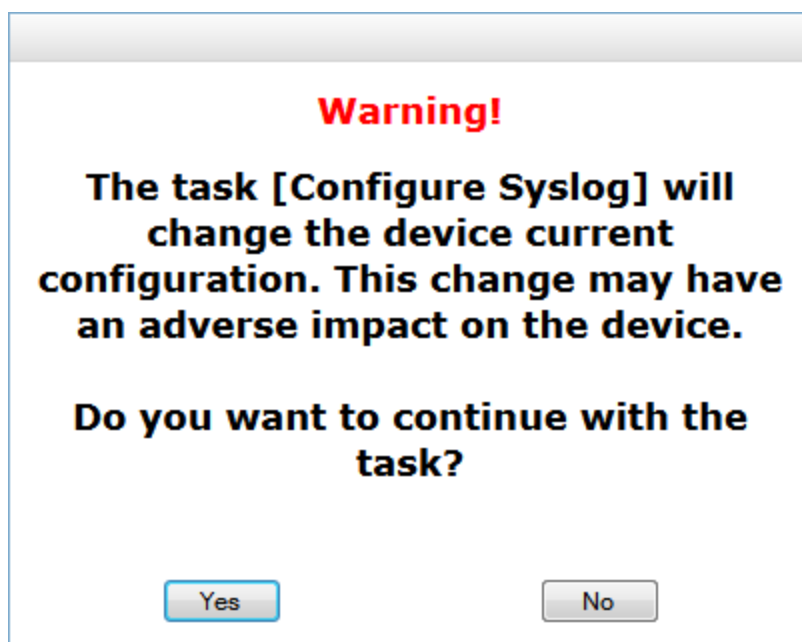 Warning!
The task [Configure Syslog] will
change the device current
configuration. This change may have
an adverse impact on the device.
Do you want to continue with the
task?
Yes
No